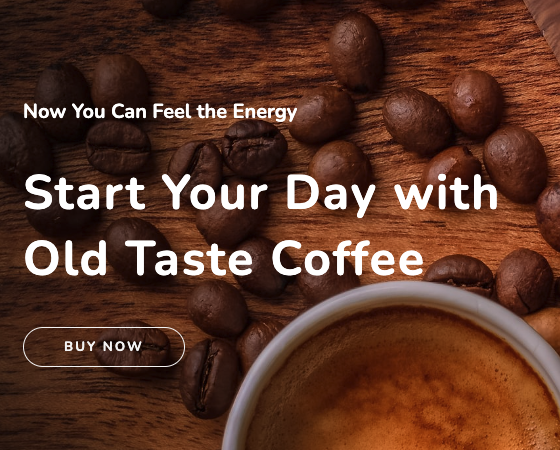 Now You Can Feel the Energy
Start Your Day with
Old Taste Coffee
BUY NOW